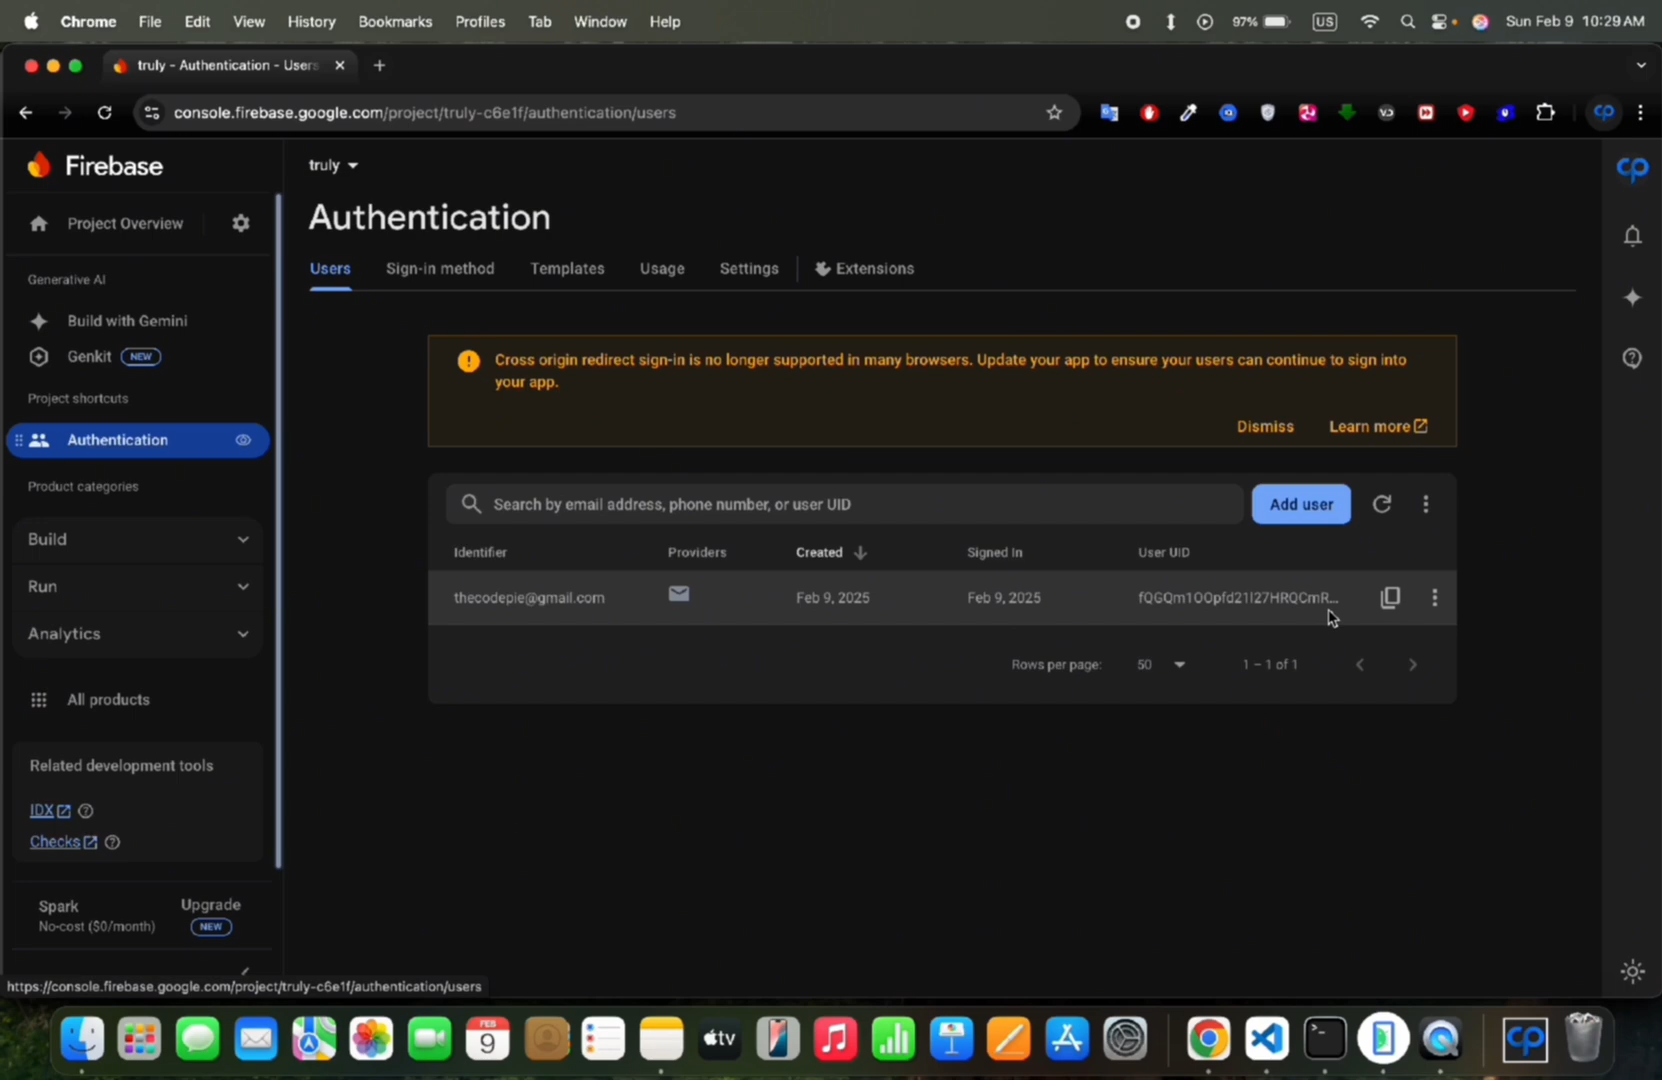 Chrome File Edit View History Bookmarks Profiles Tab Window Help 97% US Sun Feb 9 10:29 AM
truly - Authentication - Users
console.firebase.google.com/project/truly-c6e1f/authentication/users
Firebase
Project Overview
Generative AI
Build with Gemini
Genkit NEW
Project shortcuts
Authentication
Product categories
Build
Run
Analytics
All products
Related development tools
IDX
Checks
Spark
No-cost ($0/month)
Upgrade
NEW
https://console.firebase.google.com/project/truly-c6e1f/authentication/users
truly
Authentication
Users Sign-in method Templates Usage Settings Extensions
Cross origin redirect sign-in is no longer supported in many browsers. Update your app to ensure your users can continue to sign into
your app.
Dismiss Learn more
Search by email address, phone number, or user UID
Add user
Identifier Providers Created Signed In User UID
thecodepie@gmail.com Feb 9, 2025 Feb 9, 2025
Rows per page: 50 1 – 1 of 1
cp
FEB
9
tv
cp